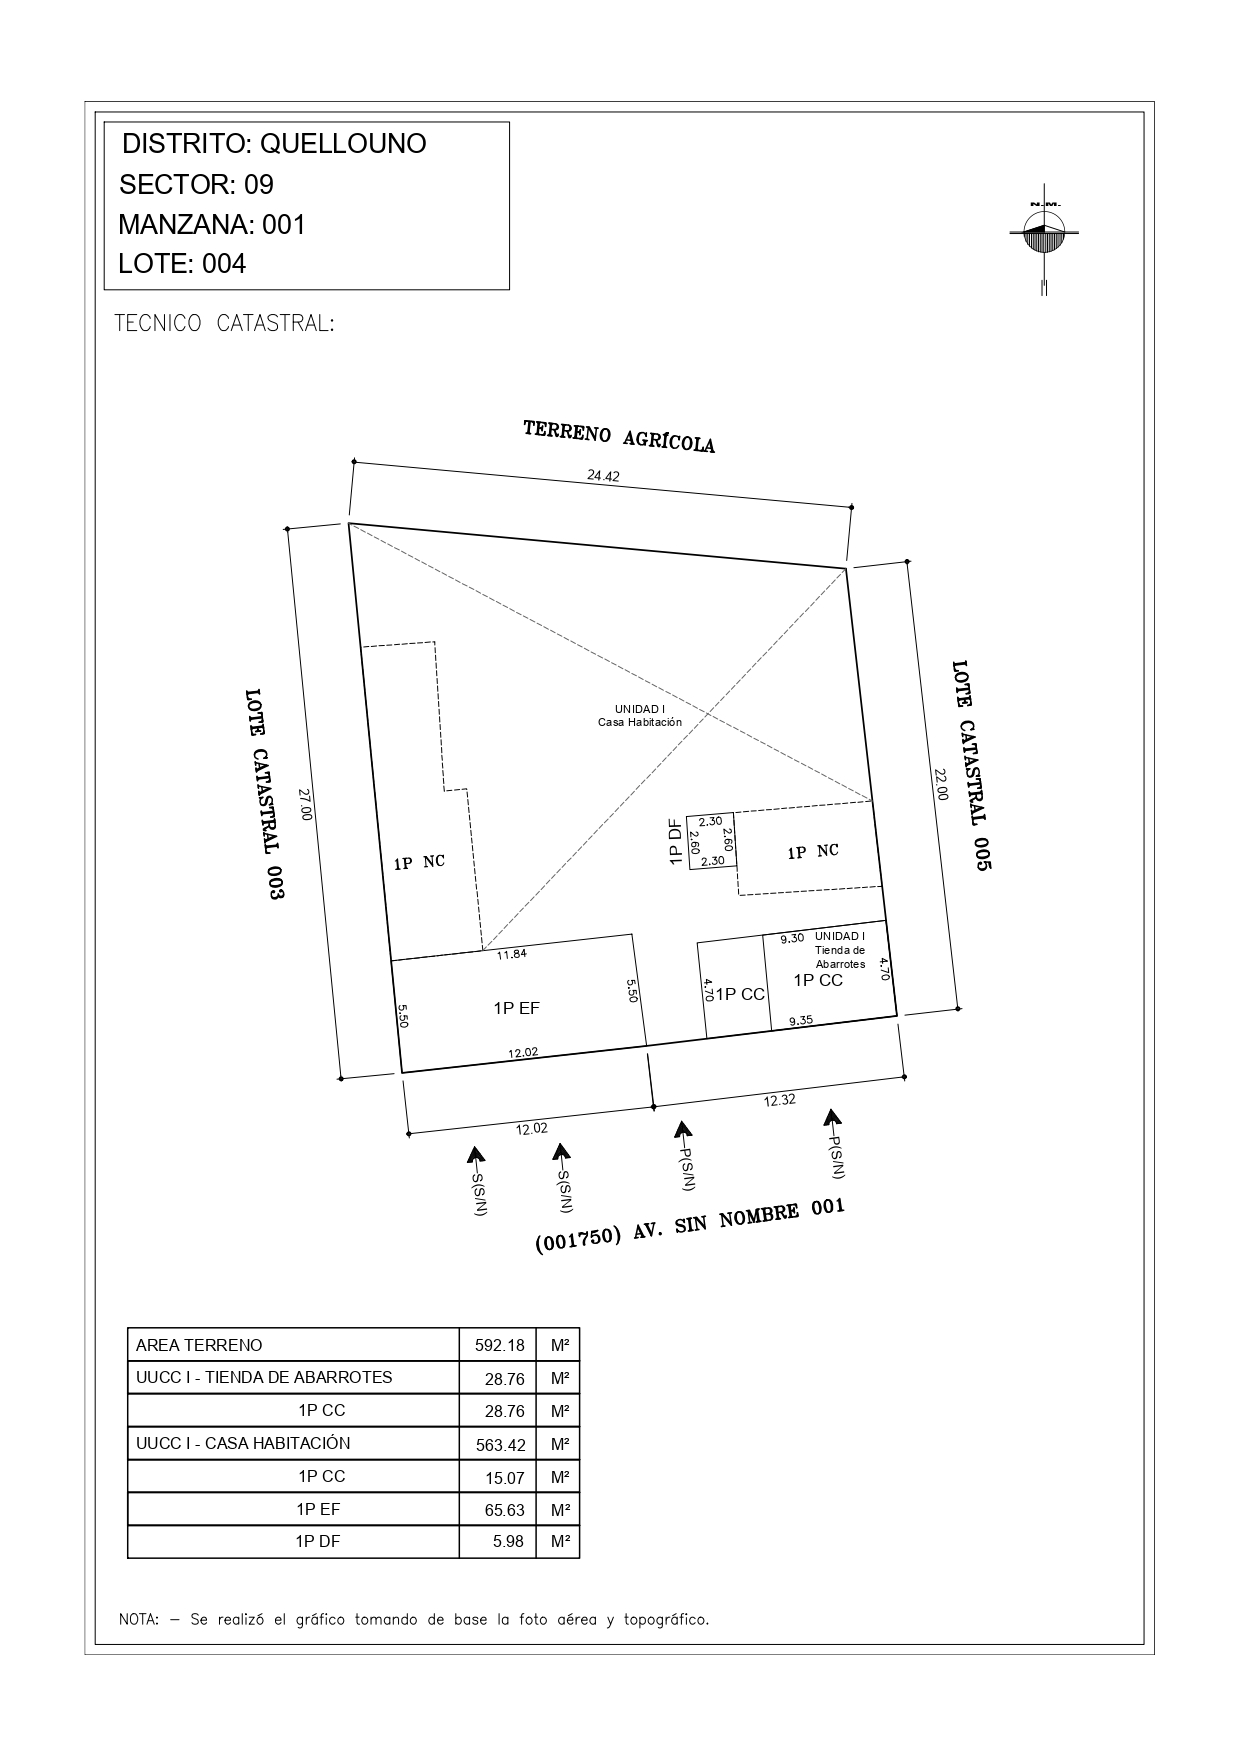 DISTRITO: QUELLOUNO
SECTOR: 09
MANZANA: 001
LOTE: 004
N.M.
TECNICO CATASTRAL:
TERRENO AGRÍCOLA
24.42
LOTE CATASTRAL 003
27.00
LOTE CATASTRAL 005
22.00
UNIDAD I
Casa Habitación
1P DF
2.30
2.60
2.60
2.30
1P NC
1P NC
11.84
5.50
5.50
1P EF
12.02
9.30
UNIDAD I
Tienda de
Abarrotes
1P CC
4.70
4.70
1P CC
9.35
12.02
12.32
S(S/N)
S(S/N)
P(S/N)
P(S/N)
(001750) AV. SIN NOMBRE 001
AREA TERRENO 592.18 M²
UUCC I - TIENDA DE ABARROTES 28.76 M²
1P CC 28.76 M²
UUCC I - CASA HABITACIÓN 563.42 M²
1P CC 15.07 M²
1P EF 65.63 M²
1P DF 5.98 M²
NOTA: - Se realizó el gráfico tomando de base la foto aérea y topográfico.